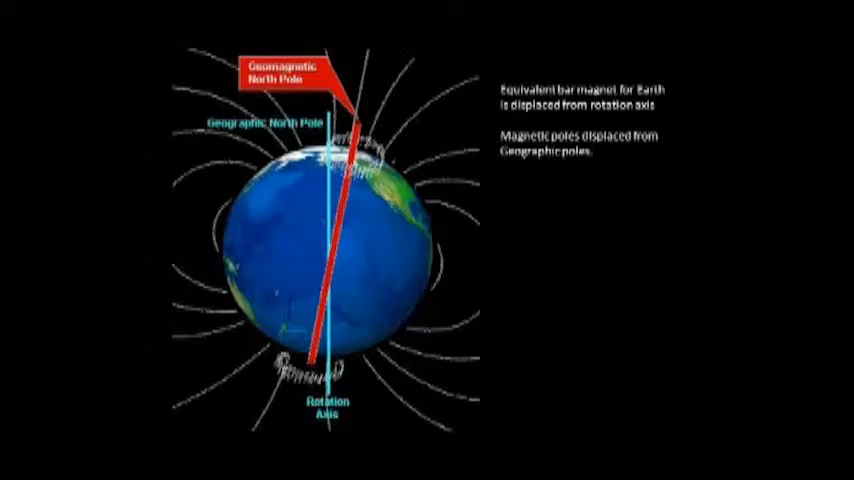 Geomagnetic
North Pole
Geographic North Pole
Equivalent bar magnet for Earth
is displaced from rotation axis
Magnetic poles displaced from
Geographic poles.
Rotation
Axis